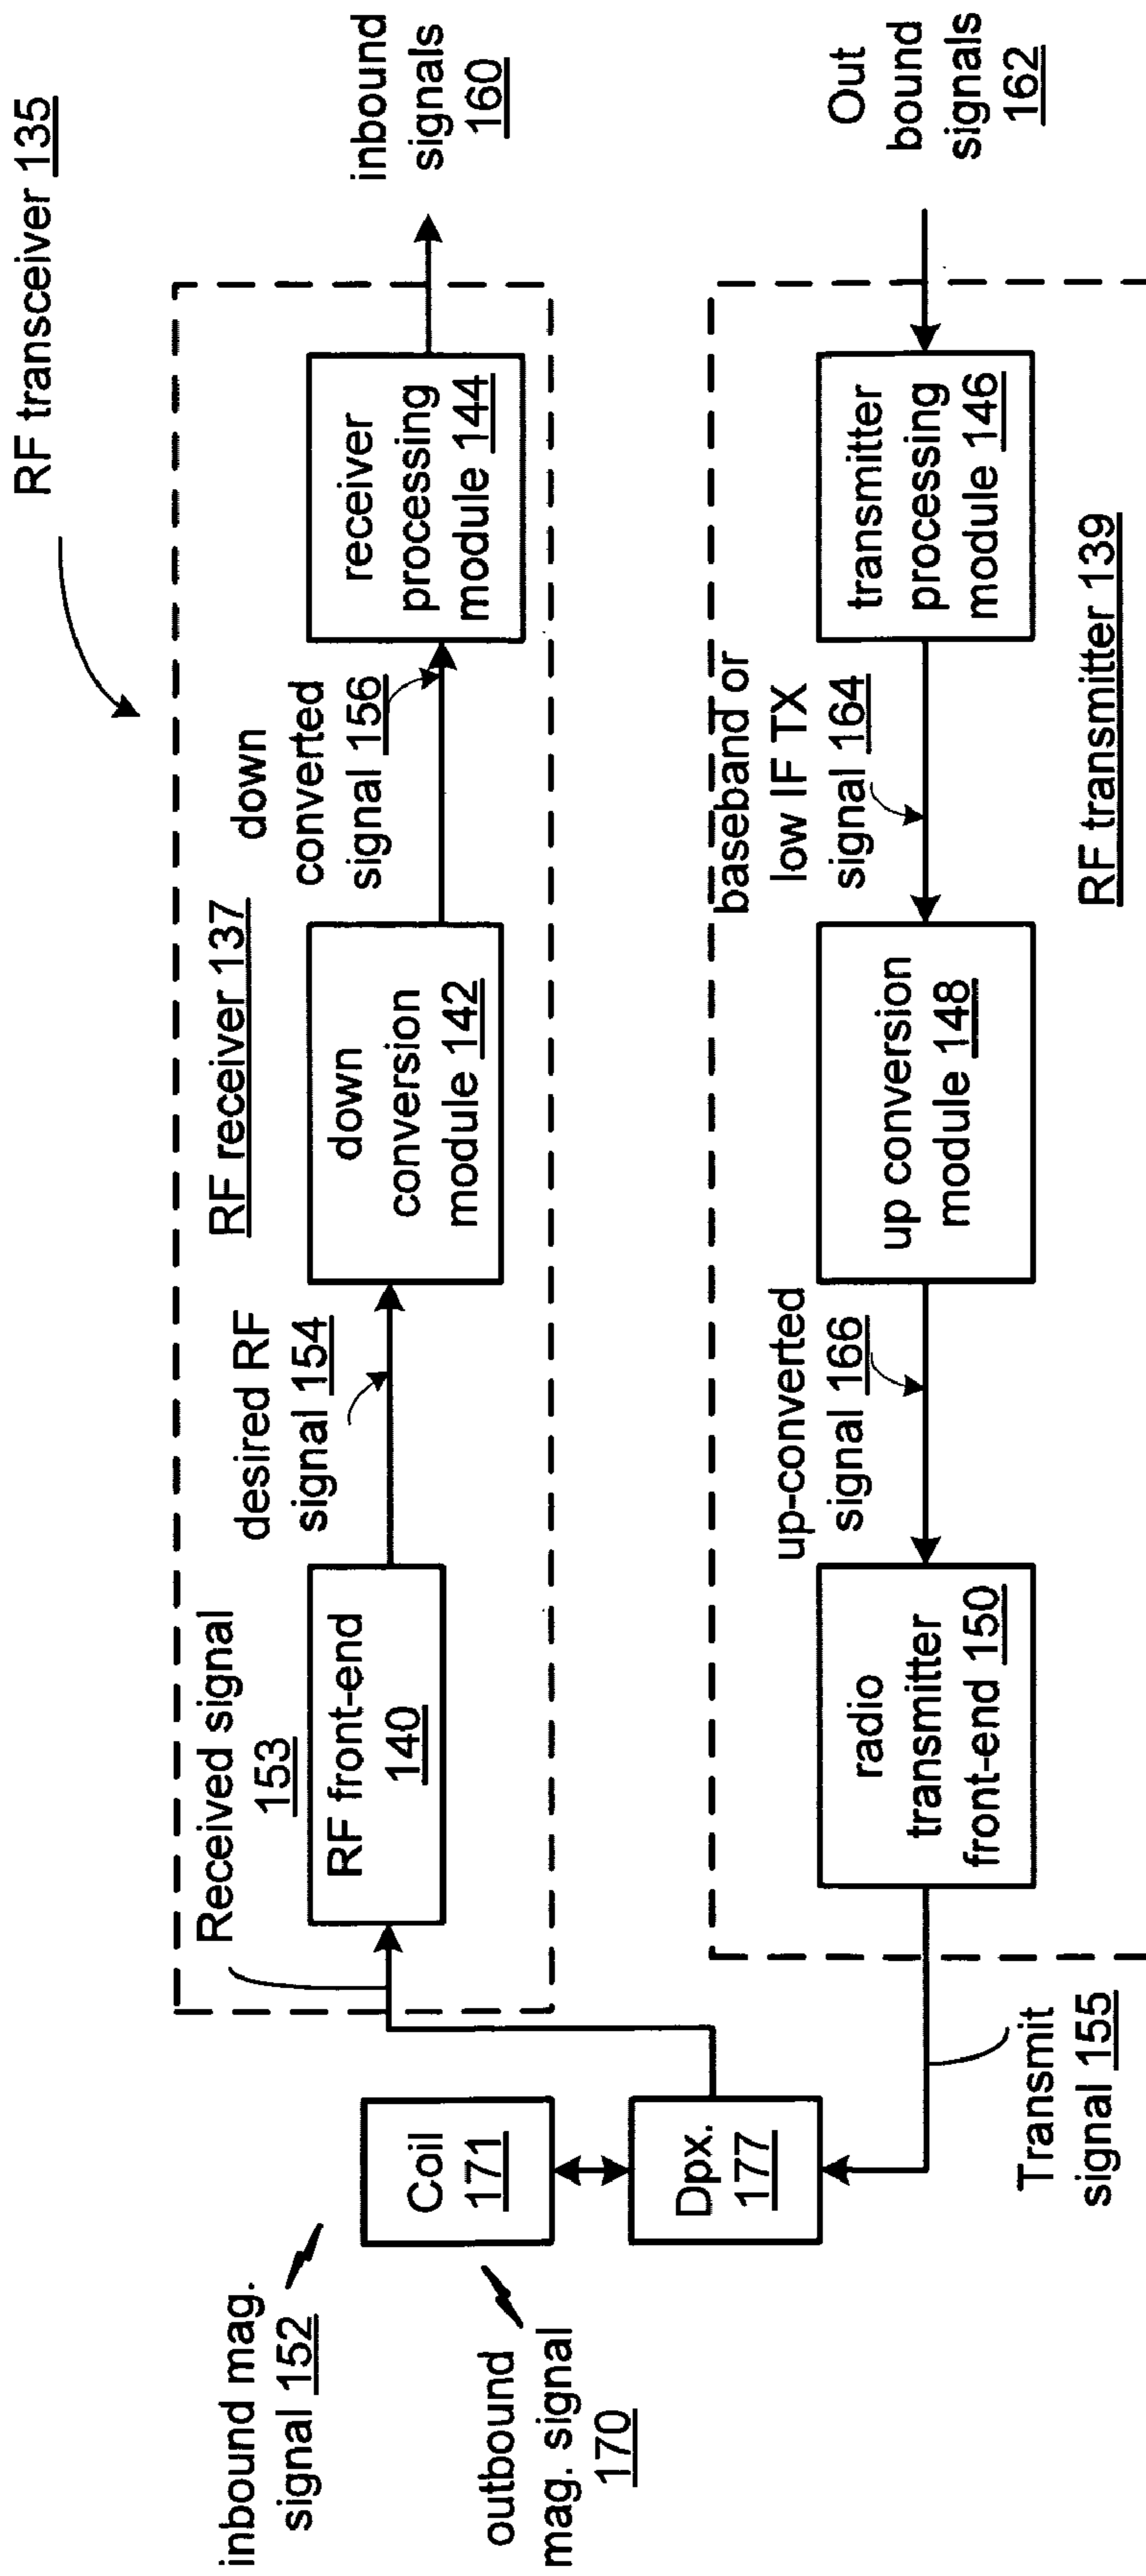 RF transceiver 135
inbound
signals
160
RF receiver 137
Received signal
153
RF front-end
140
desired RF
signal 154
down
conversion
module 142
down
converted
signal 156
receiver
processing
module 144
inbound mag.
signal 152
Coil
171
outbound
mag. signal
170
Dpx.
177
Transmit
signal 155
radio
transmitter
front-end 150
up-converted
signal 166
up conversion
module 148
baseband or
low IF TX
signal 164
transmitter
processing
module 146
Out
bound
signals
162
RF transmitter 139